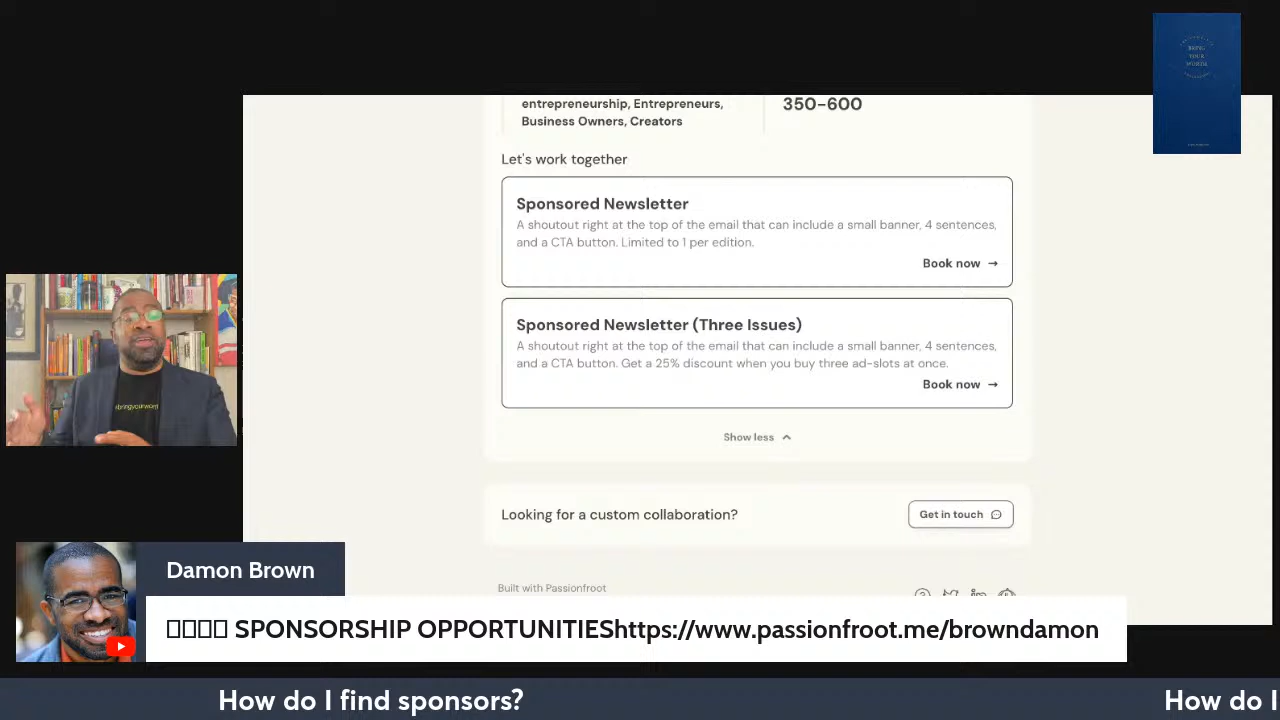 BRING
YOUR
WORTH
entrepreneurship, Entrepreneurs,
Business Owners, Creators
350-600
Let's work together
Sponsored Newsletter
A shoutout right at the top of the email that can include a small banner, 4 sentences,
and a CTA button. Limited to 1 per edition.
Book now →
Sponsored Newsletter (Three Issues)
A shoutout right at the top of the email that can include a small banner, 4 sentences,
and a CTA button. Get a 25% discount when you buy three ad-slots at once.
Book now →
Show less
Looking for a custom collaboration?
Get in touch
Built with Passionfroot
#bringyourworth
Damon Brown
SPONSORSHIP OPPORTUNITIEShttps://www.passionfroot.me/browndamon
How do I find sponsors?
How do I